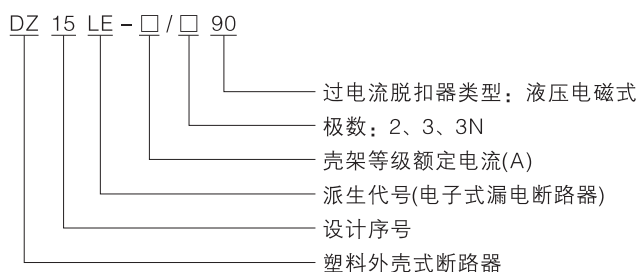 DZ 15 LE-□/□ 90
过电流脱扣器类型：液压电磁式
极数：2、3、3N
壳架等级额定电流(A)
派生代号(电子式漏电断路器)
设计序号
塑料外壳式断路器